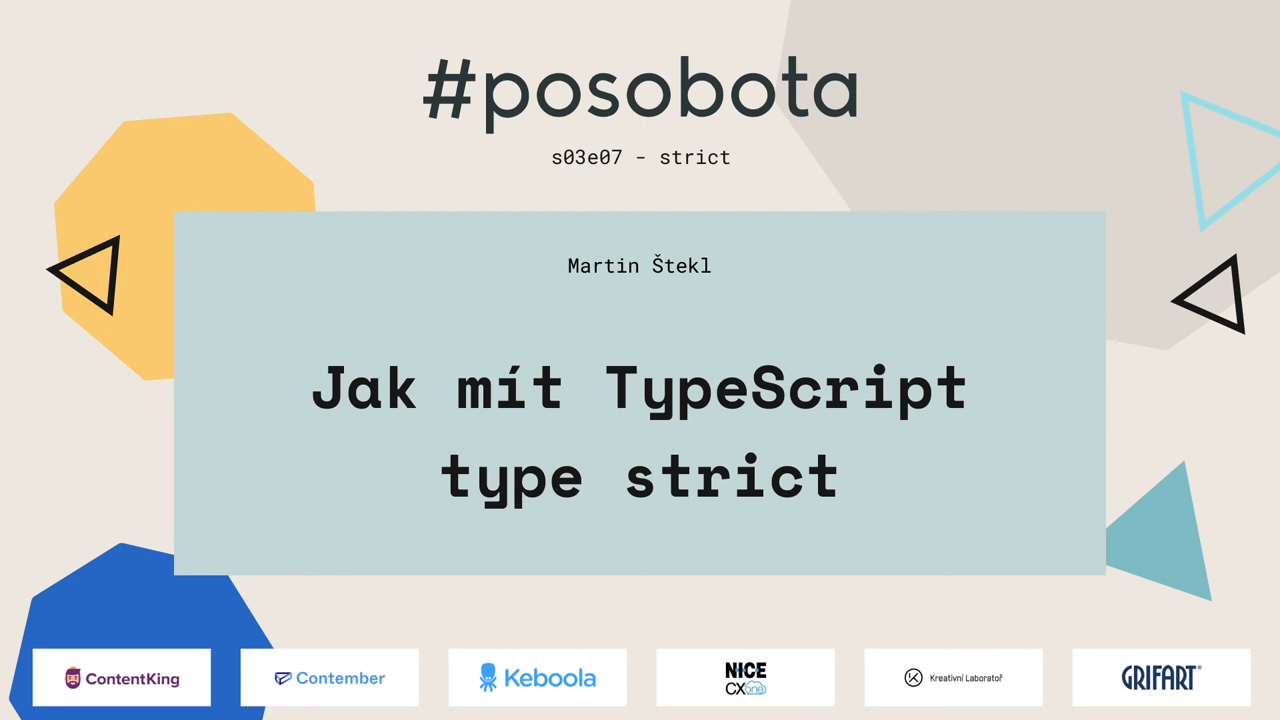 #posobota
s03e07 - strict
Martin Štekl
Jak mít TypeScript
type strict
ContentKing
Contember
Keboola
NICE
CXone
Kreativní Laboratoř
GRIFART®